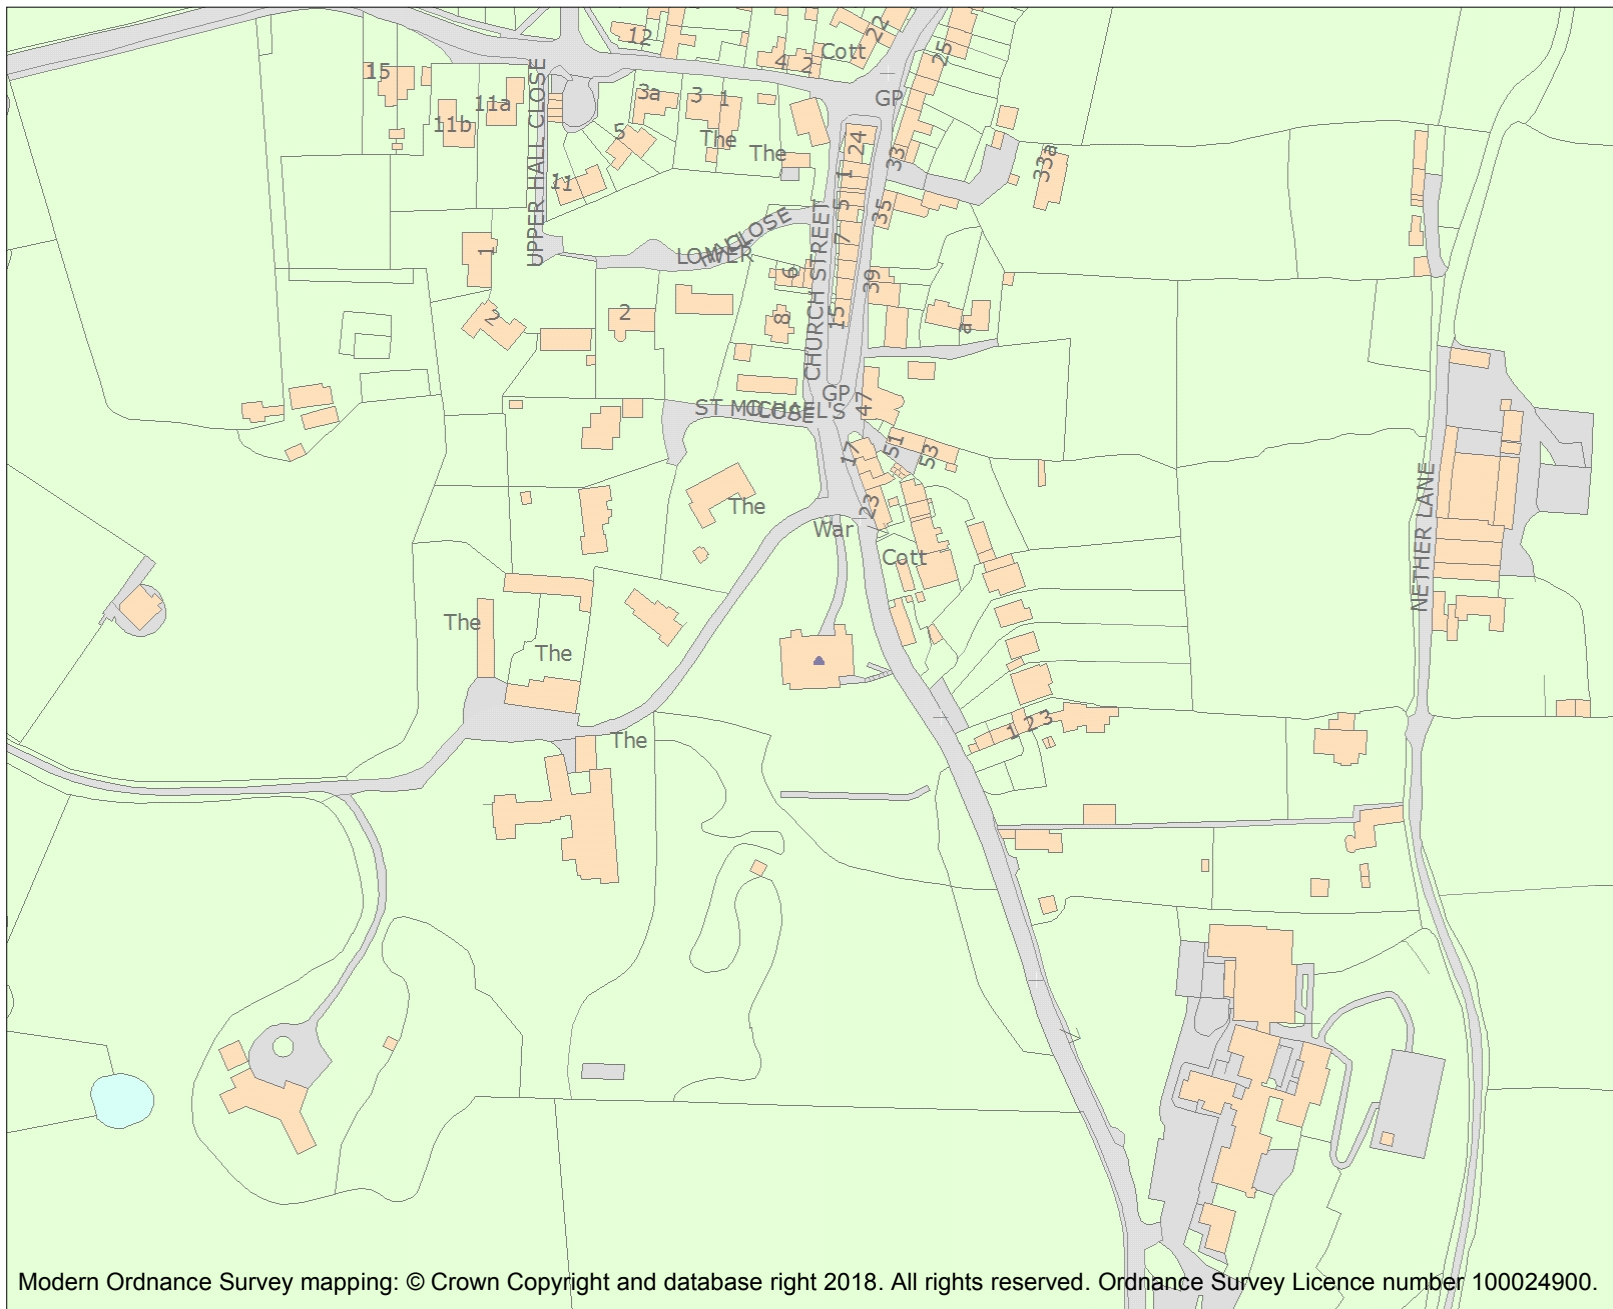 12
Cott
22
4
2
25
15
GP
3a
3
1
11a
11b
5
The
The
24
33
33a
11
1
UPPER HALL CLOSE
5
35
LOWER
HALL
CLOSE
7
1
6
39
CHURCH STREET
2
2
8
15
a
GP
47
ST MICHAEL'S
CLOSE
17
51
53
The
23
War
Cott
NETHER LANE
The
The
1 2 3
The
Modern Ordnance Survey mapping: © Crown Copyright and database right 2018. All rights reserved. Ordnance Survey Licence number 100024900.